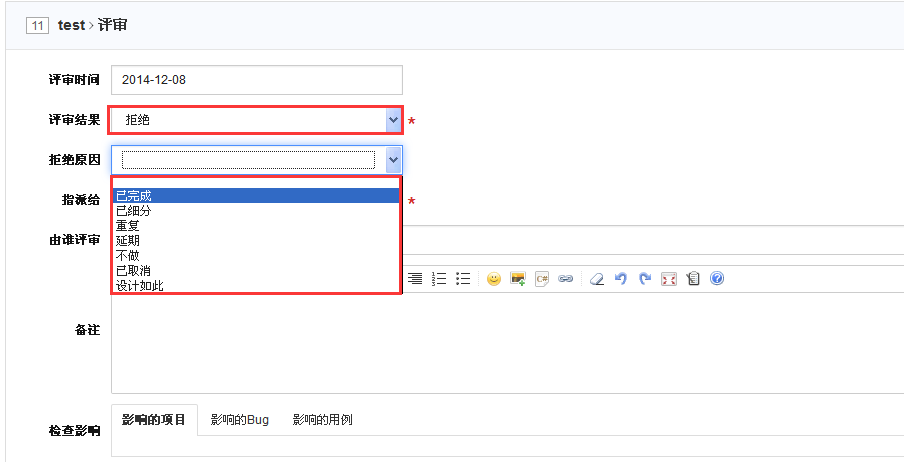 11 test > 评审
评审时间 2014-12-08
评审结果 拒绝 *
拒绝原因
已完成
已细分
重复
延期
不做
已取消
设计如此
指派给 *
由谁评审
备注
C#
检查影响 影响的项目 影响的Bug 影响的用例